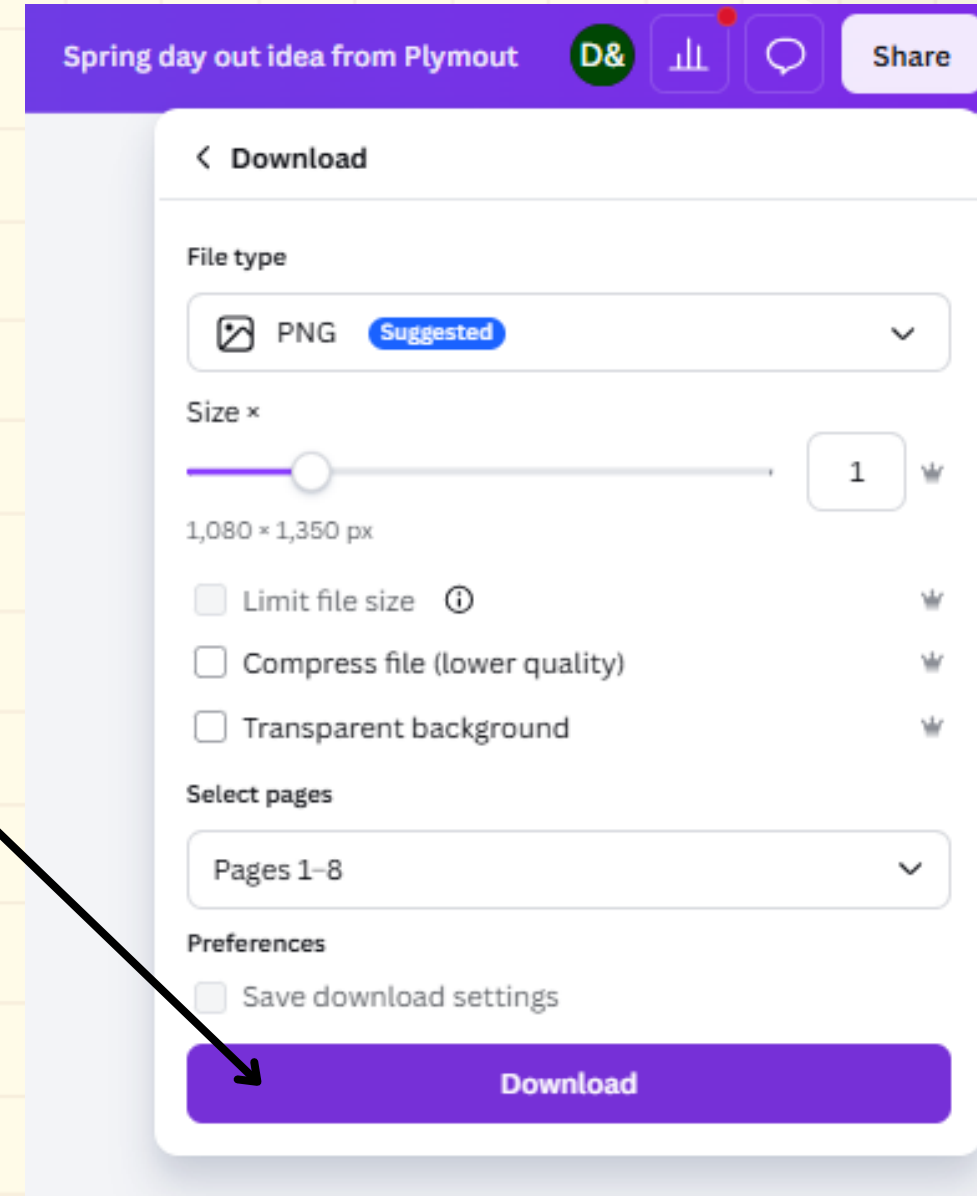 Spring day out idea from Plymout D& Share
Download
File type
PNG Suggested
Size ×
1
1,080 × 1,350 px
Limit file size
Compress file (lower quality)
Transparent background
Select pages
Pages 1–8
Preferences
Save download settings
Download